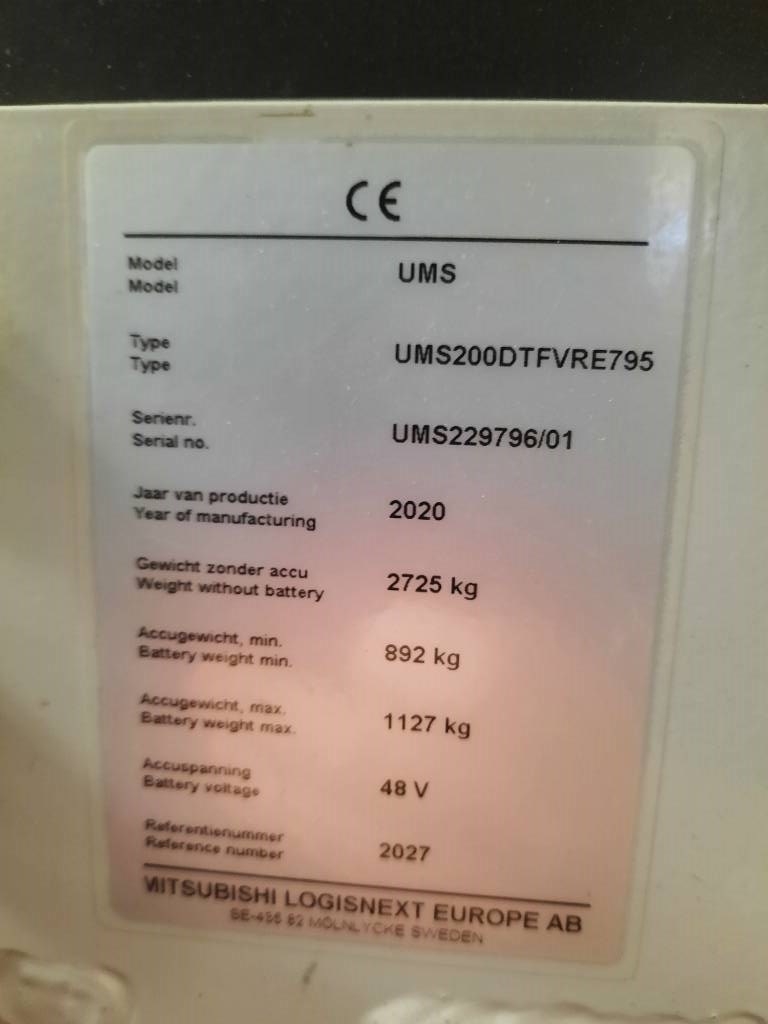 CE
Model
Model
UMS
Type
Type
UMS200DTFVRE795
Serienr.
Serial no.
UMS229796/01
Jaar van productie
Year of manufacturing
2020
Gewicht zonder accu
Weight without battery
2725 kg
Accugewicht, min.
Battery weight min.
892 kg
Accugewicht, max.
Battery weight max.
1127 kg
Accuspanning
Battery voltage
48 V
Referentienummer
Reference number
2027
MITSUBISHI LOGISNEXT EUROPE AB
MÖLNLYCKE SWEDEN